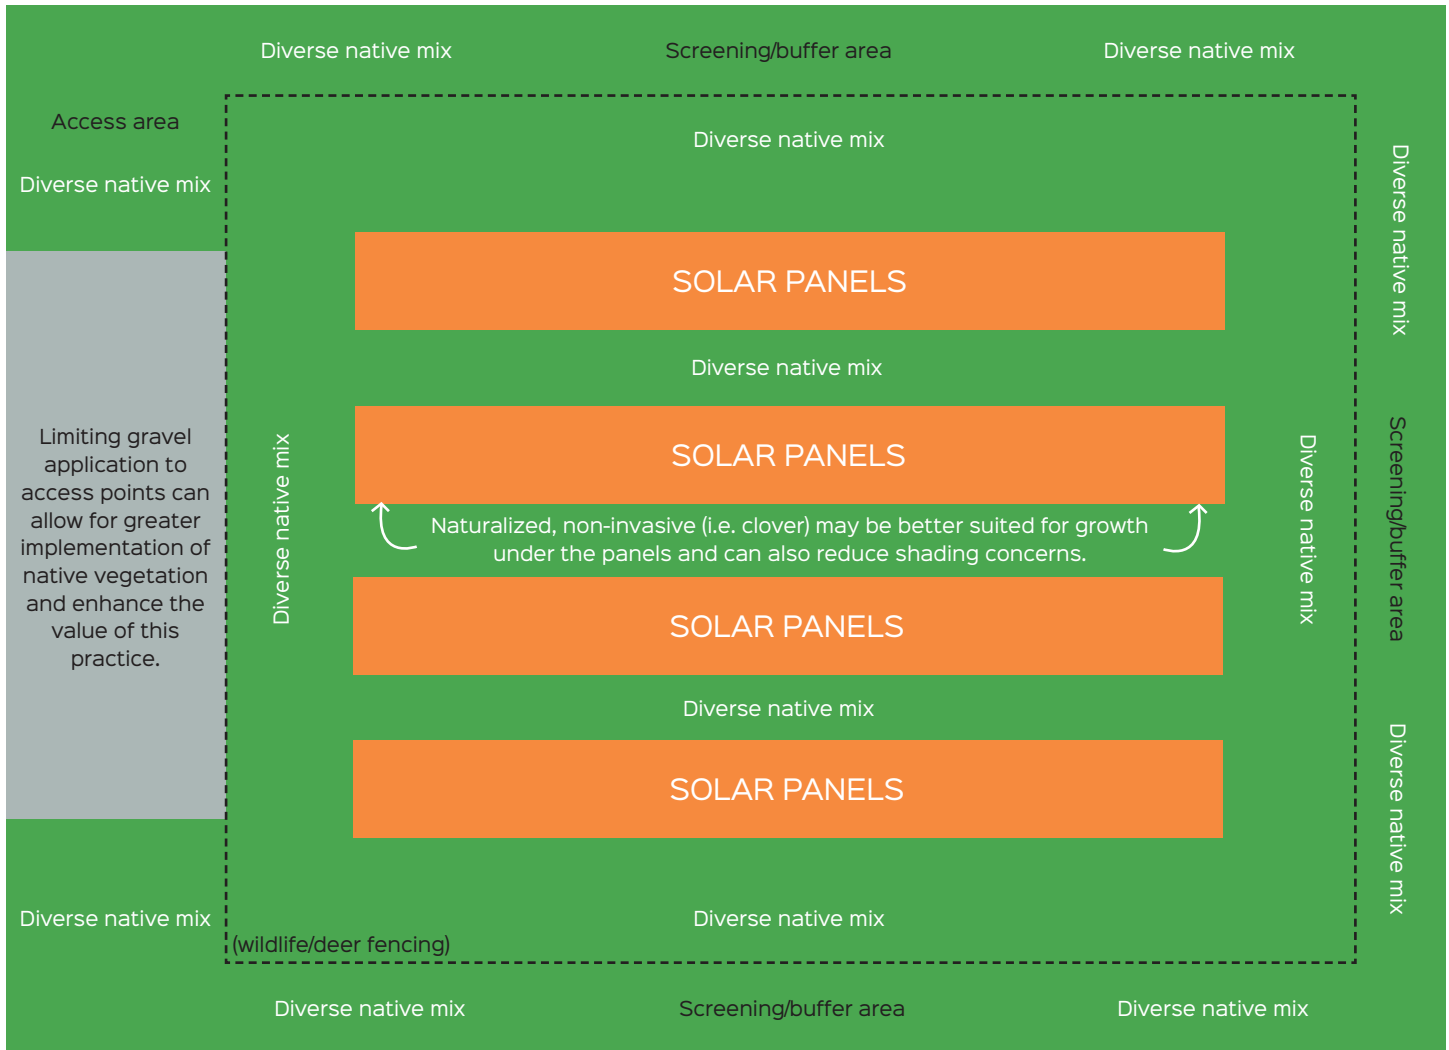 Diverse native mix
Screening/buffer area
Diverse native mix
Access area
Diverse native mix
Diverse native mix
Diverse native mix
SOLAR PANELS
Diverse native mix
SOLAR PANELS
Limiting gravel
application to
access points can
allow for greater
implementation of
native vegetation
and enhance the
value of this
practice.
Diverse native mix
Naturalized, non-invasive (i.e. clover) may be better suited for growth
under the panels and can also reduce shading concerns.
Diverse native mix
Screening/buffer area
SOLAR PANELS
Diverse native mix
SOLAR PANELS
Diverse native mix
Diverse native mix
Diverse native mix
(wildlife/deer fencing)
Diverse native mix
Screening/buffer area
Diverse native mix